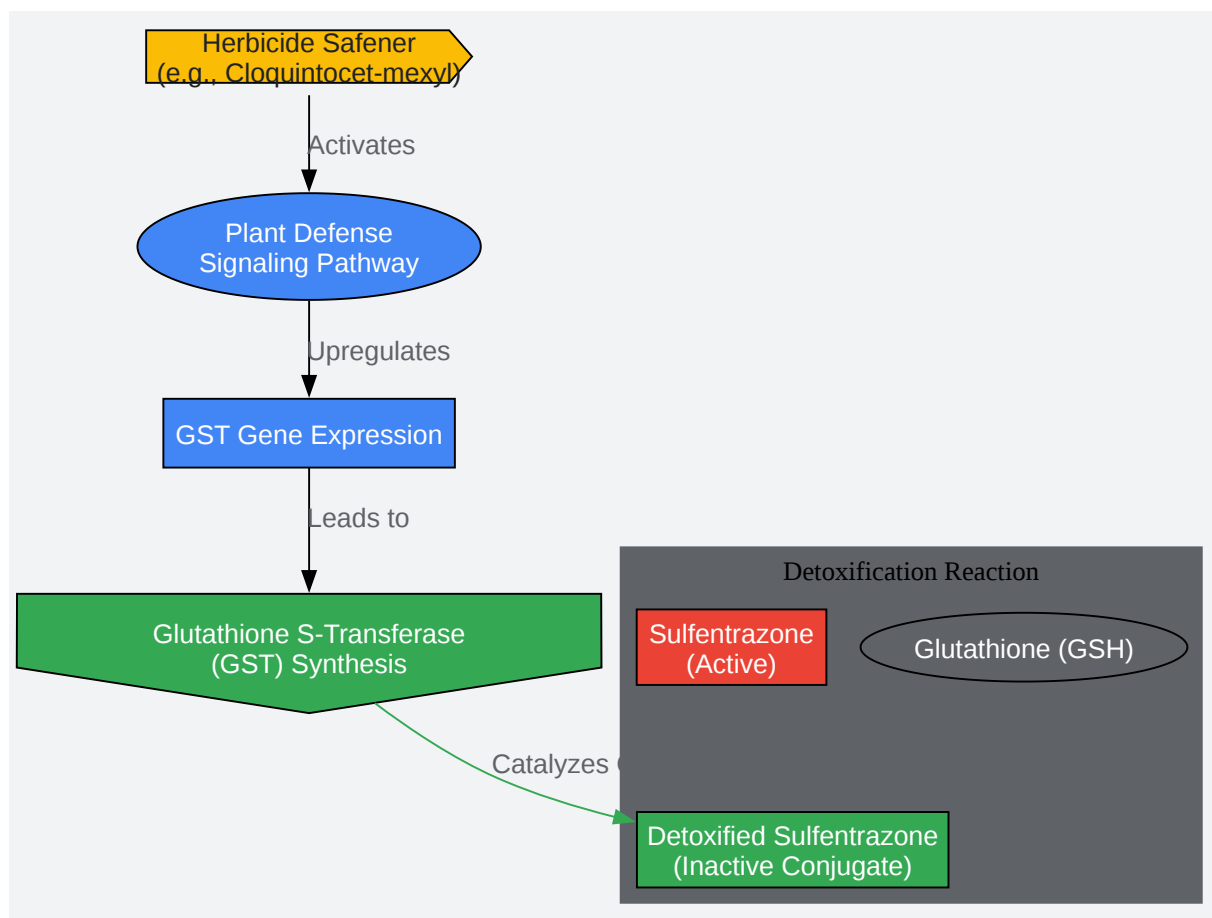 Herbicide Safener
(e.g., Cloquintocet-mexyl)
Activates
Plant Defense
Signaling Pathway
Upregulates
GST Gene Expression
Leads to
Glutathione S-Transferase
(GST) Synthesis
Detoxification Reaction
Sulfentrazone
(Active)
Glutathione (GSH)
Catalyzes
Detoxified Sulfentrazone
(Inactive Conjugate)